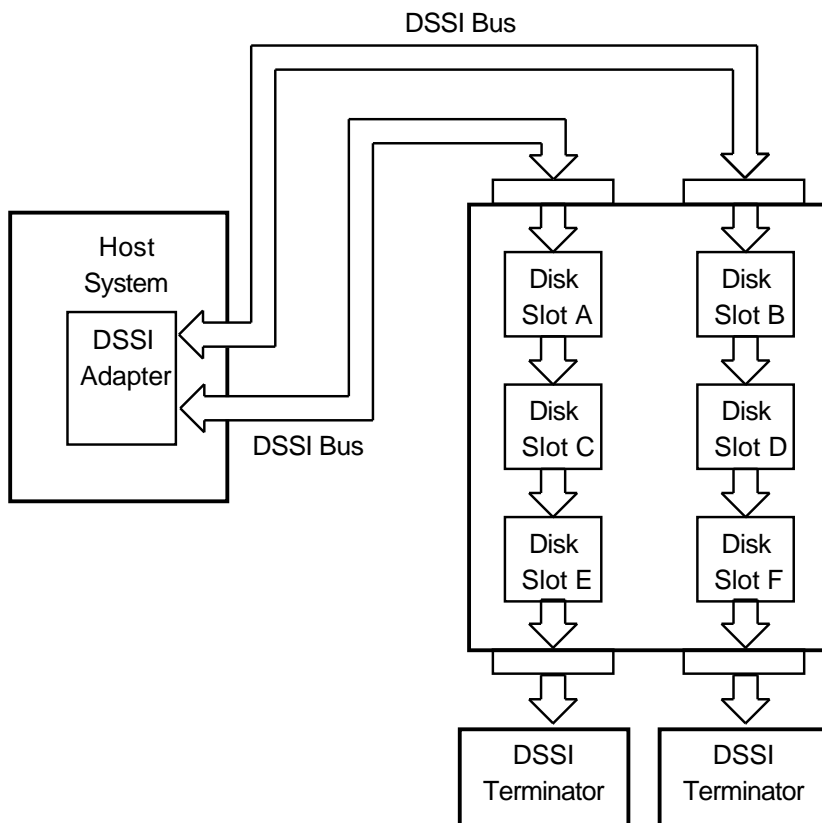 DSSI Bus
Host
System
DSSI
Adapter
DSSI Bus
Disk
Slot A
Disk
Slot B
Disk
Slot C
Disk
Slot D
Disk
Slot E
Disk
Slot F
DSSI
Terminator
DSSI
Terminator